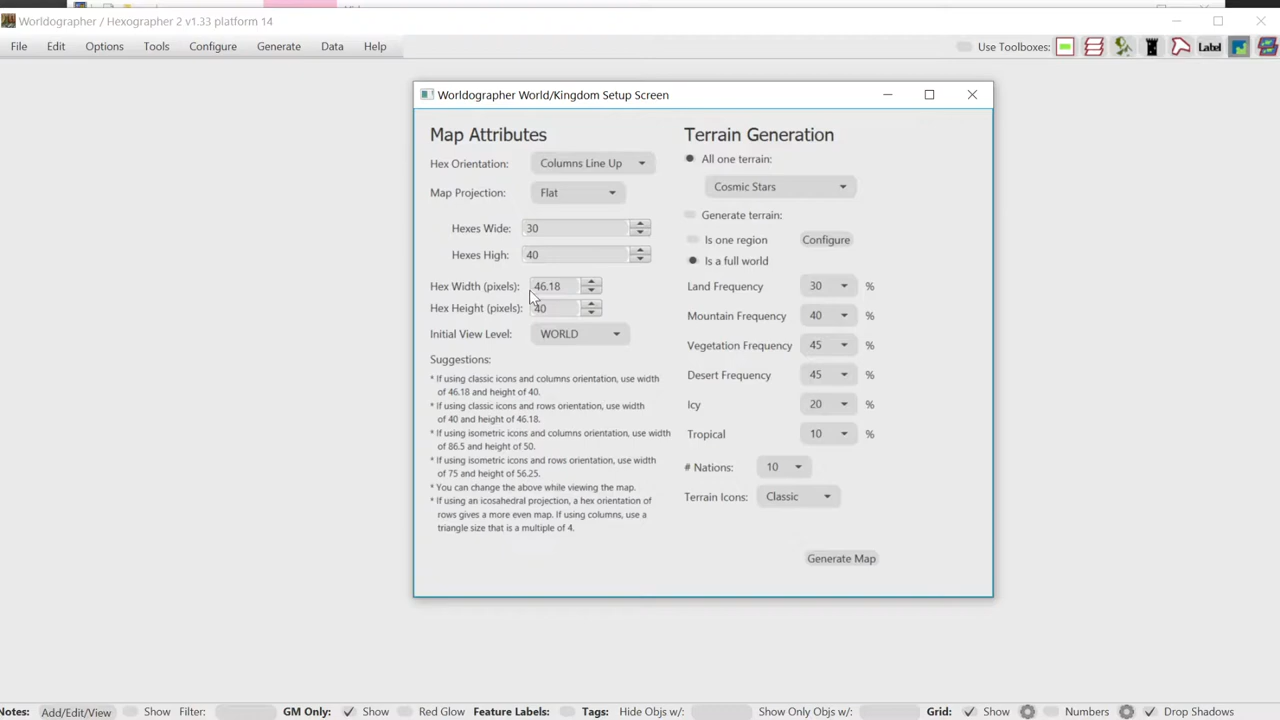 Worldographer / Hexographer 2 v1.33 platform 14
File Edit Options Tools Configure Generate Data Help Use Toolboxes: Label
Worldographer World/Kingdom Setup Screen
Map Attributes
Hex Orientation: Columns Line Up
Map Projection: Flat
Hexes Wide: 30
Hexes High: 40
Hex Width (pixels): 46.18
Hex Height (pixels): 40
Initial View Level: WORLD
Suggestions:
* If using classic icons and columns orientation, use width
of 46.18 and height of 40.
* If using classic icons and rows orientation, use width
of 40 and height of 46.18.
* If using isometric icons and columns orientation, use width
of 86.5 and height of 50.
* If using isometric icons and rows orientation, use width
of 75 and height of 56.25.
* You can change the above while viewing the map.
* If using an icosahedral projection, a hex orientation of
rows gives a more even map. If using columns, use a
triangle size that is a multiple of 4.
Terrain Generation
All one terrain:
Cosmic Stars
Generate terrain:
Is one region Configure
Is a full world
Land Frequency 30 %
Mountain Frequency 40 %
Vegetation Frequency 45 %
Desert Frequency 45 %
Icy 20 %
Tropical 10 %
# Nations: 10
Terrain Icons: Classic
Generate Map
Notes: Add/Edit/View Show Filter: GM Only: Show Red Glow Feature Labels: Tags: Hide Objs w/: Show Only Objs w/: Grid: Show Numbers Drop Shadows